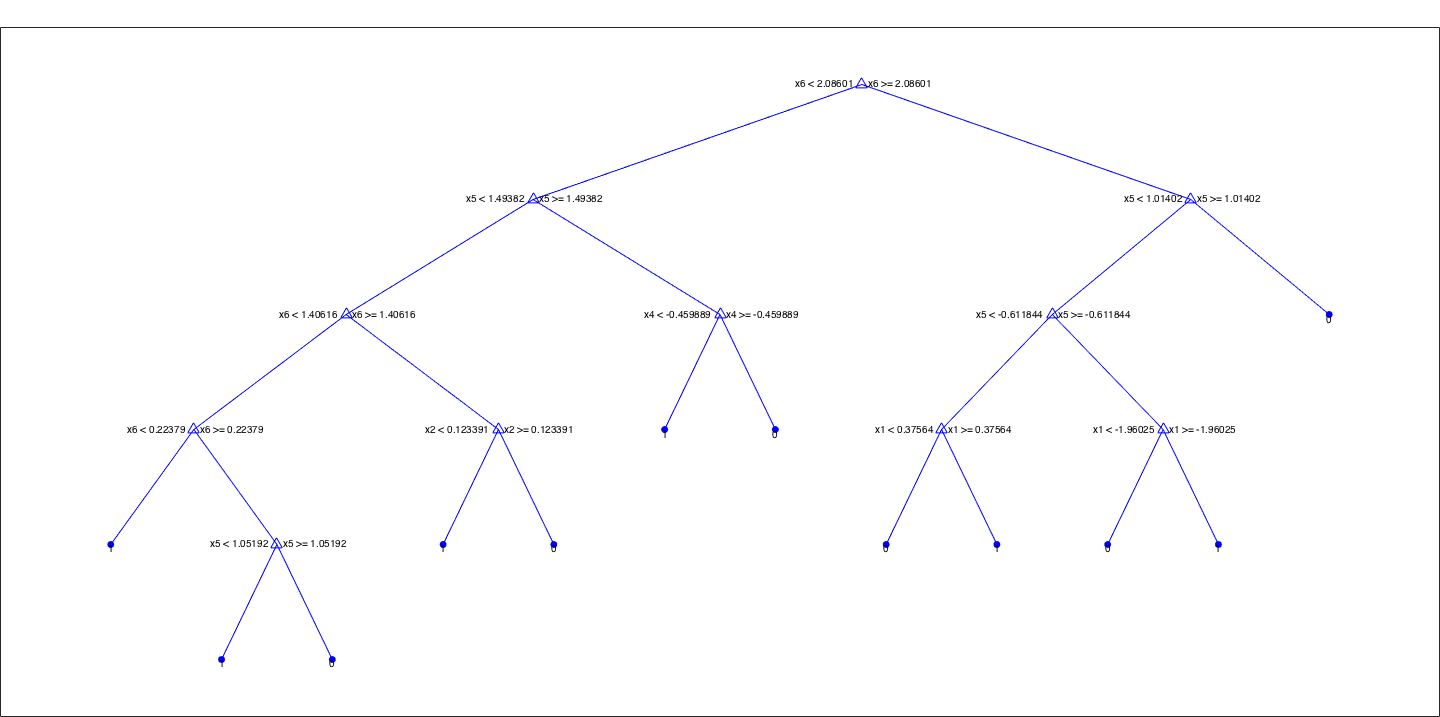 x6 < 2.08601 x6 >= 2.08601
x5 < 1.49382 x5 >= 1.49382 x5 < 1.01402 x5 >= 1.01402
x6 < 1.40616 x6 >= 1.40616 x4 < -0.459889 x4 >= -0.459889 x5 < -0.611844 x5 >= -0.611844 0
x6 < 0.22379 x6 >= 0.22379 x2 < 0.123391 x2 >= 0.123391 1 0 x1 < 0.37564 x1 >= 0.37564 x1 < -1.96025 x1 >= -1.96025
1 x5 < 1.05192 x5 >= 1.05192 1 0 0 1 0 1
1 0